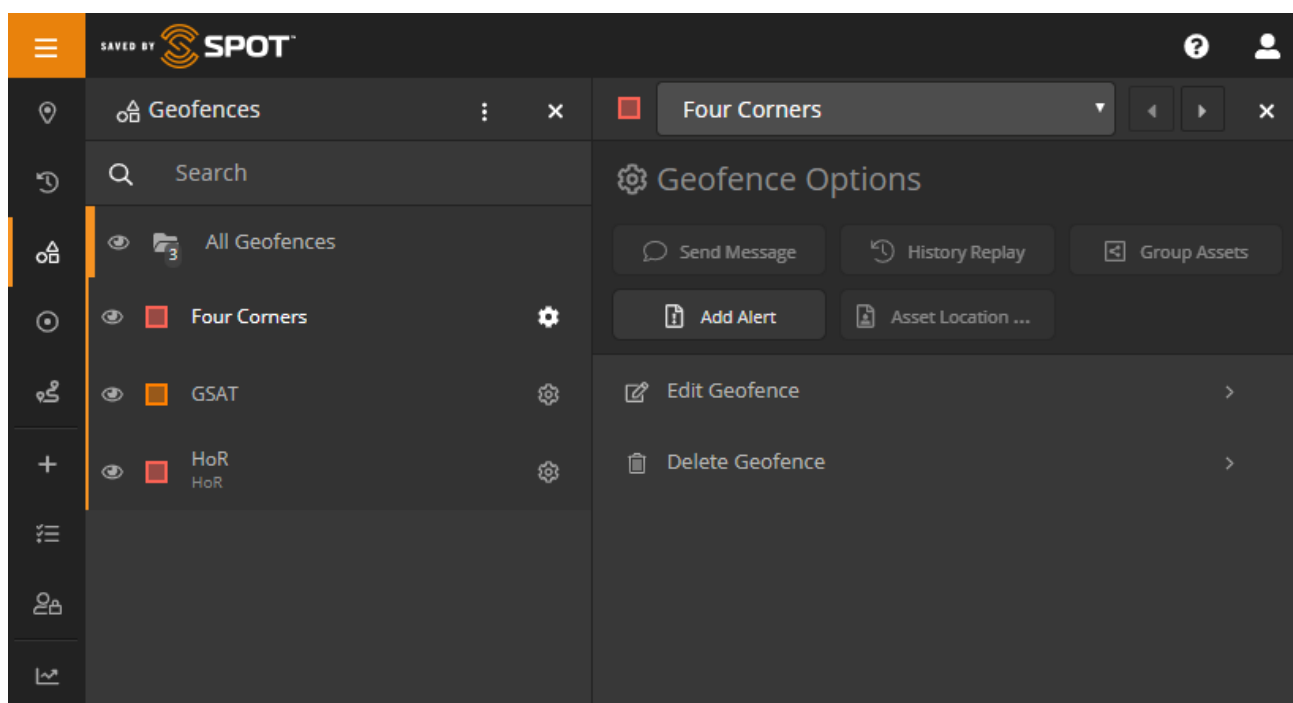 SAVED BY SPOT™
Geofences
Four Corners
Search
Geofence Options
All Geofences
3
Send Message
History Replay
Group Assets
Four Corners
Add Alert
Asset Location ...
GSAT
Edit Geofence
HoR
HoR
Delete Geofence